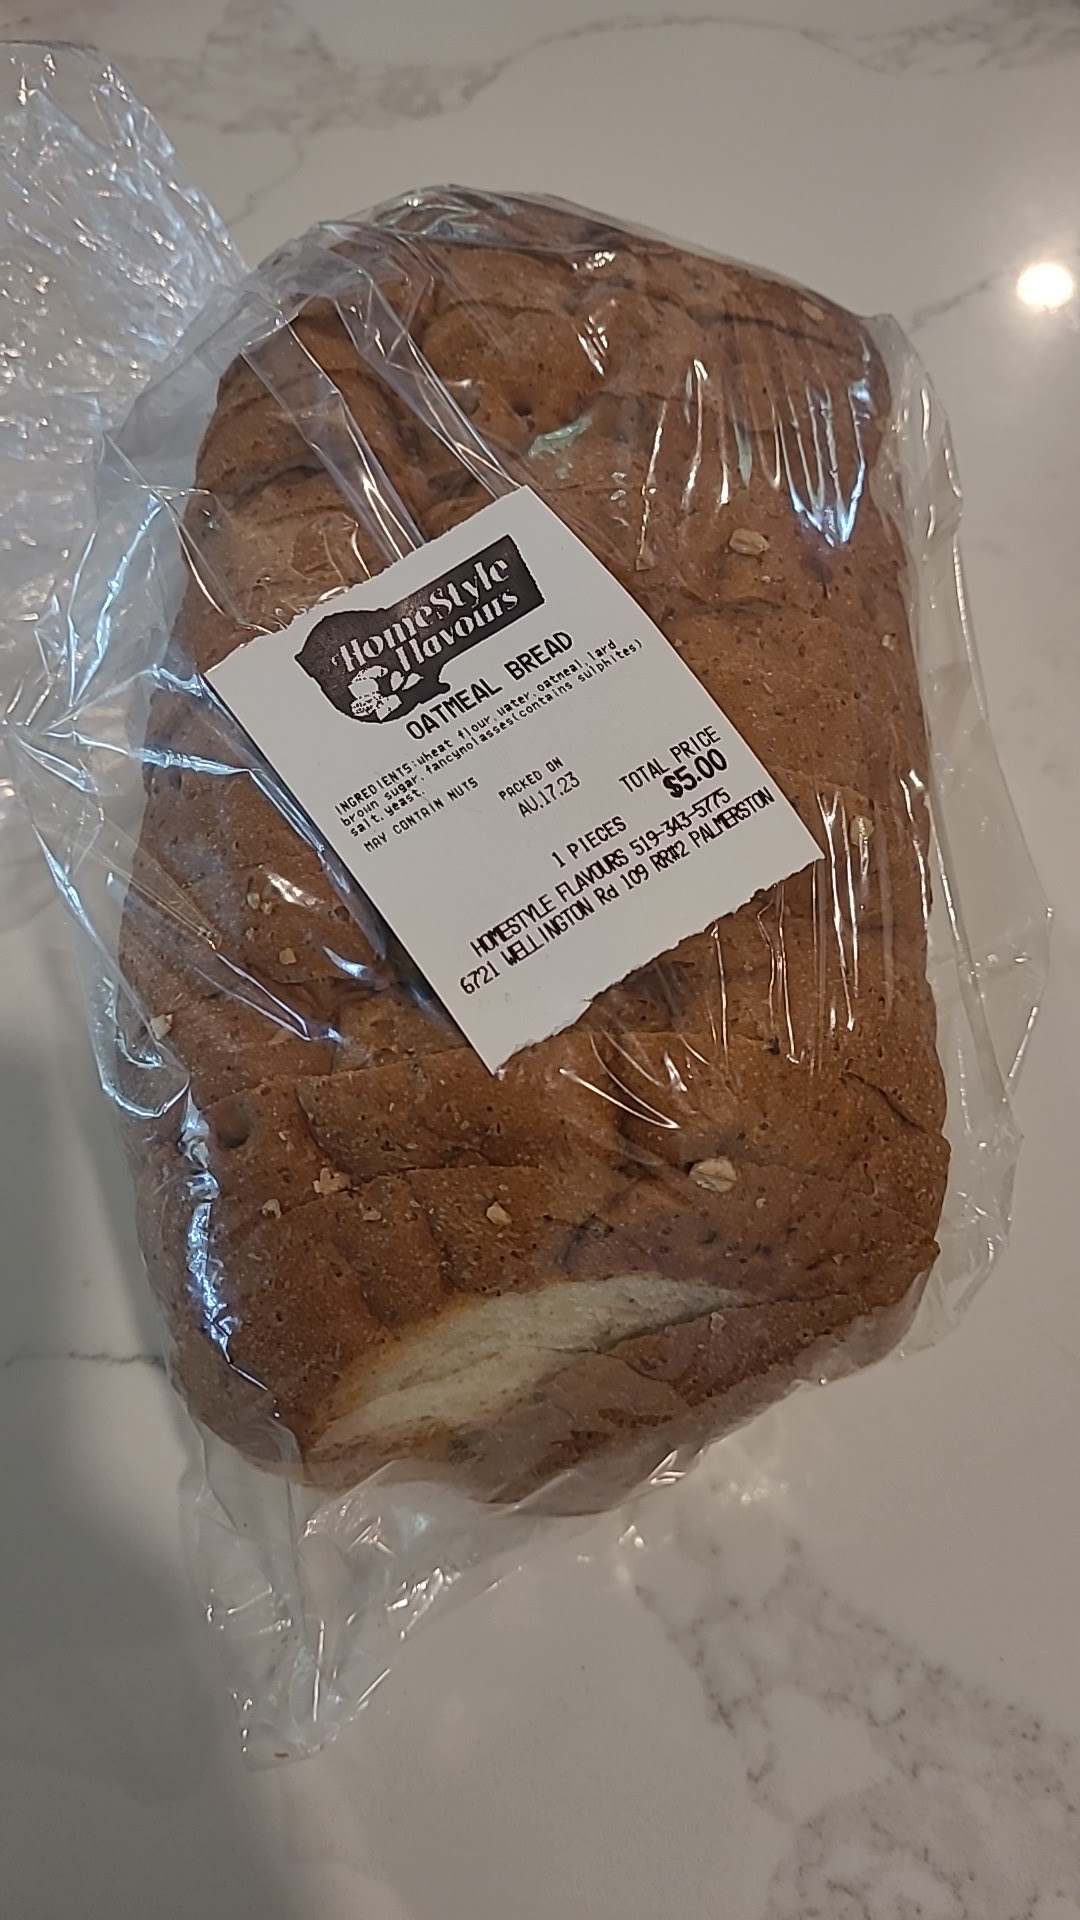 HomeStyle
Flavours
OATMEAL BREAD
INGREDIENTS:wheat flour, water, oatmeal, lard
brown sugar, fancymolasses(contains sulphites)
salt, yeast.
MAY CONTAIN NUTS
PACKED ON
AU.17.23
TOTAL PRICE
$5.00
1 PIECES
HOMESTYLE FLAVOURS 519-343-5775
6721 WELLINGTON Rd 109 RR#2 PALMERSTON